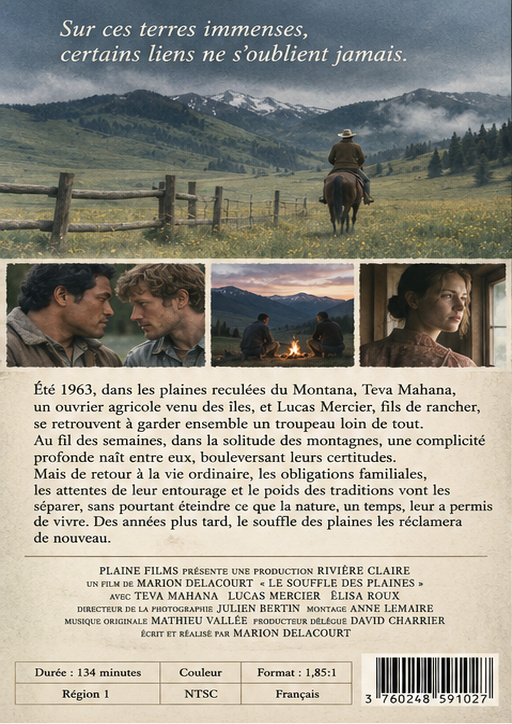 Sur ces terres immenses,
certains liens ne s'oublient jamais.
Été 1963, dans les plaines reculées du Montana, Teva Mahana,
un ouvrier agricole venu des îles, et Lucas Mercier, fils de rancher,
se retrouvent à garder ensemble un troupeau loin de tout.
Au fil des semaines, dans la solitude des montagnes, une complicité
profonde naît entre eux, bouleversant leurs certitudes.
Mais de retour à la vie ordinaire, les obligations familiales,
les attentes de leur entourage et le poids des traditions vont les
séparer, sans pourtant éteindre ce que la nature, un temps, leur a permis
de vivre. Des années plus tard, le souffle des plaines les réclamera
de nouveau.
PLAINE FILMS PRÉSENTE UNE PRODUCTION RIVIÈRE CLAIRE
UN FILM DE MARION DELACOURT « LE SOUFFLE DES PLAINES »
AVEC TEVA MAHANA LUCAS MERCIER ÉLISA ROUX
DIRECTEUR DE LA PHOTOGRAPHIE JULIEN BERTIN MONTAGE ANNE LEMAIRE
MUSIQUE ORIGINALE MATHIEU VALLÉE PRODUCTEUR DÉLÉGUÉ DAVID CHARRIER
ÉCRIT ET RÉALISÉ PAR MARION DELACOURT
Durée : 134 minutes Couleur Format : 1,85:1
Région 1 NTSC Français
3 760248 591027